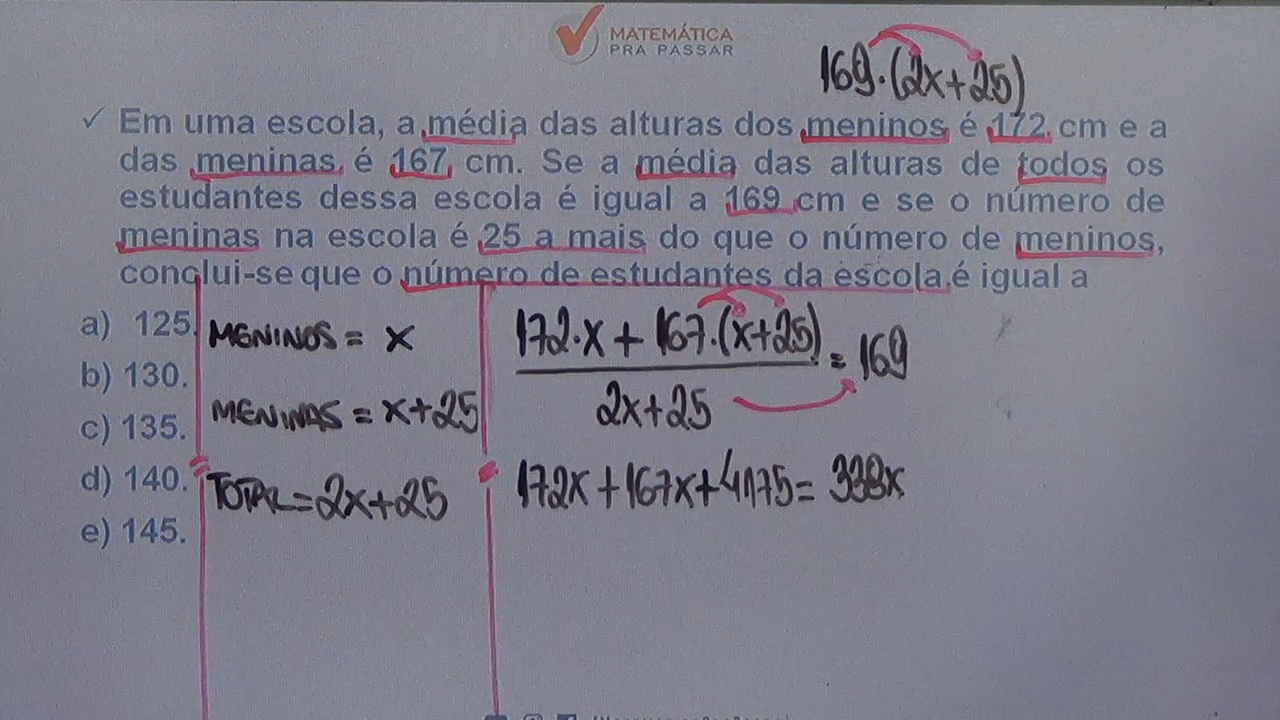 MATEMÁTICA
PRA PASSAR
169·(2x+25)
✓ Em uma escola, a média das alturas dos meninos é 172 cm e a
das meninas é 167 cm. Se a média das alturas de todos os
estudantes dessa escola é igual a 169 cm e se o número de
meninas na escola é 25 a mais do que o número de meninos,
conclui-se que o número de estudantes da escola é igual a
a) 125.
b) 130.
c) 135.
d) 140.
e) 145.
MENINOS = x
MENINAS = x+25
TOTAL = 2x+25
172·x + 167·(x+25)
= 169
2x+25
172x + 167x + 4175 = 338x